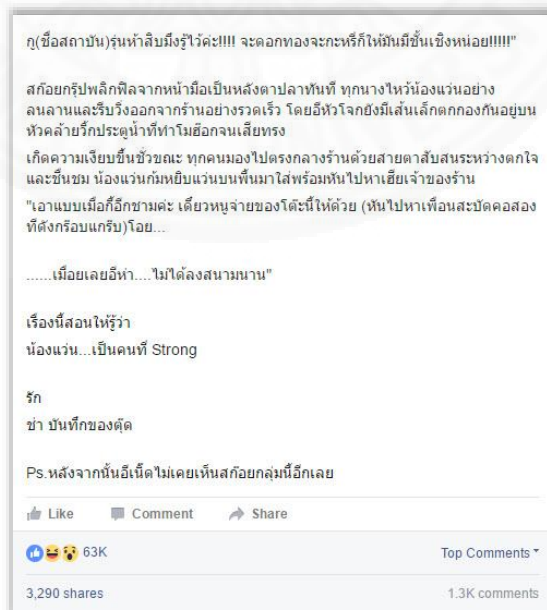 กู(ชื่อสถาบัน)รุ่นห้าสิบมึงรู้ไว้ค่ะ!!!! จะดอกทองจะกะหรี่ก็ให้มันมีชั้นเชิงหน่อย!!!!!"
สก๊อยกรุ๊ปพลิกฟีลจากหน้ามือเป็นหลังตาปลาทันที ทุกนางไหว้น้องแว่นอย่าง
ลนลานและรีบวิ่งออกจากร้านอย่างรวดเร็ว โดยอีหัวโจกยังมีเส้นเล็กตกกองกันอยู่บน
หัวคล้ายวิ้กประตูน้ำที่ทำโมฮ๊อกจนเสียทรง
เกิดความเงียบขึ้นชั่วขณะ ทุกคนมองไปตรงกลางร้านด้วยสายตาสับสนระหว่างตกใจ
และชื่นชม น้องแว่นก้มหยิบแว่นบนพื้นมาใส่พร้อมหันไปหาเฮียเจ้าของร้าน
"เอาแบบเมื่อกี้อีกชามค่ะ เดี๋ยวหนูจ่ายของโต๊ะนี้ให้ด้วย (หันไปหาเพื่อนสะบัดคอสอง
ทีดังกร๊อบแกร๊บ)โอย...
......เมื่อยเลยอีห่า....ไม่ได้ลงสนามนาน"
เรื่องนี้สอนให้รู้ว่า
น้องแว่น...เป็นคนที่ Strong
รัก
ช่า บันทึกของตุ๊ด
Ps.หลังจากนั้นอีเน็ดไม่เคยเห็นสก๊อยกลุ่มนี้อีกเลย
Like Comment Share
63K Top Comments
3,290 shares 1.3K comments